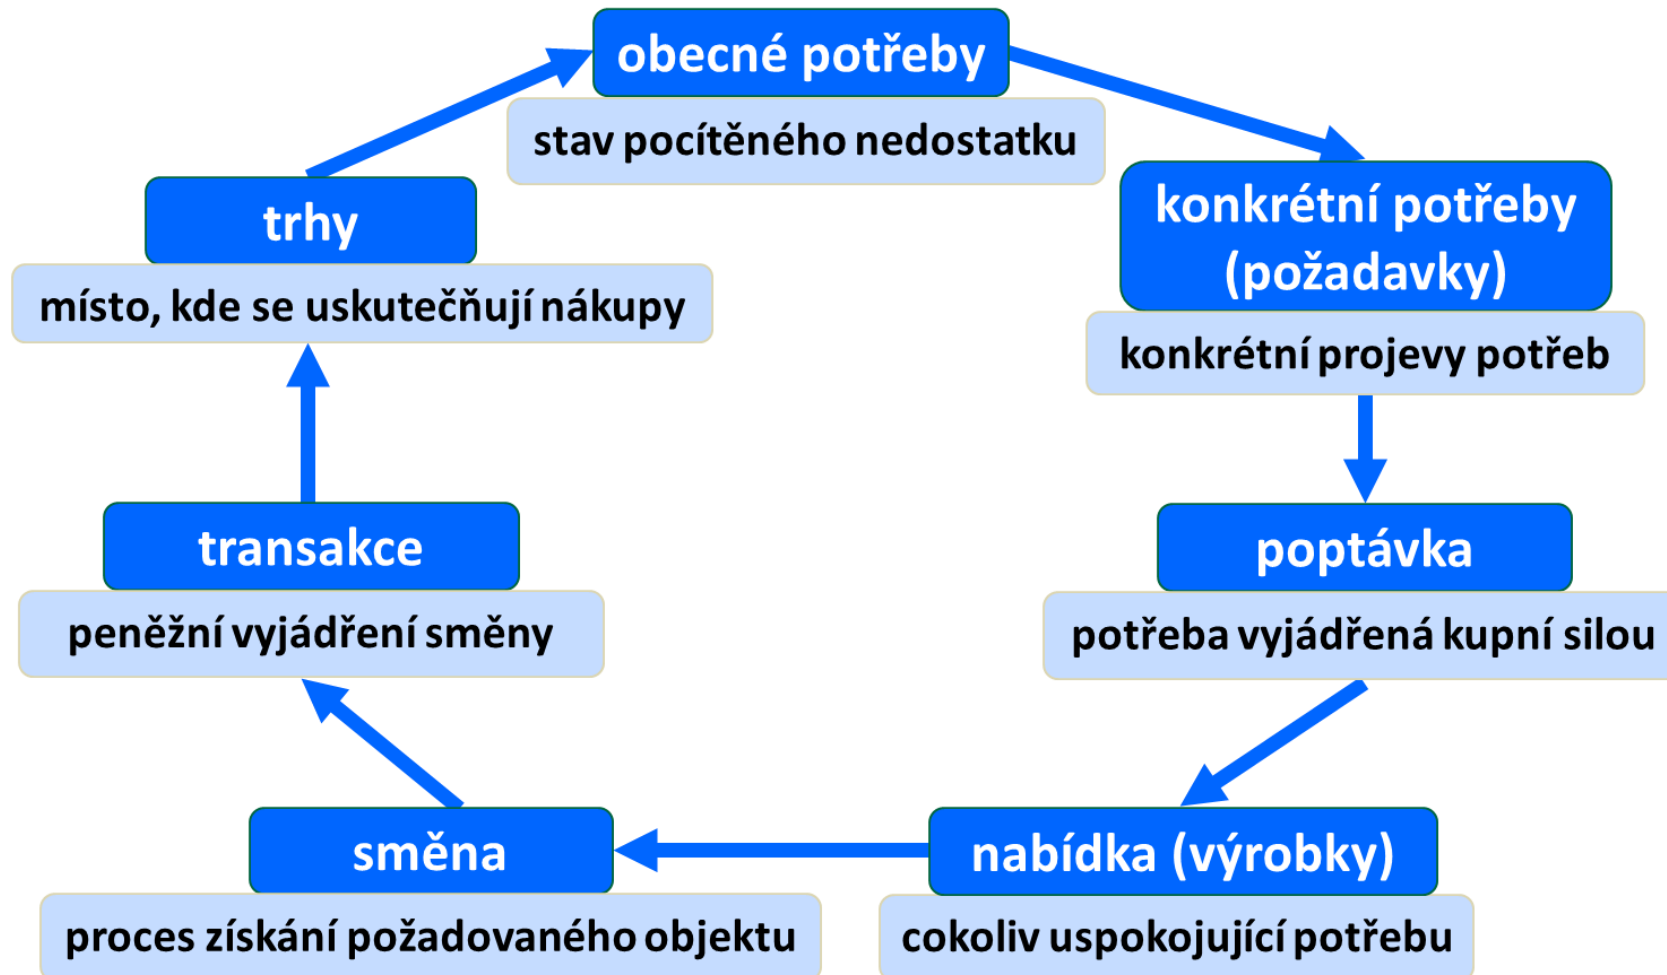 obecné potřeby
stav pocítěného nedostatku
konkrétní potřeby
(požadavky)
konkrétní projevy potřeb
poptávka
potřeba vyjádřená kupní silou
nabídka (výrobky)
cokoliv uspokojující potřebu
směna
proces získání požadovaného objektu
transakce
peněžní vyjádření směny
trhy
místo, kde se uskutečňují nákupy